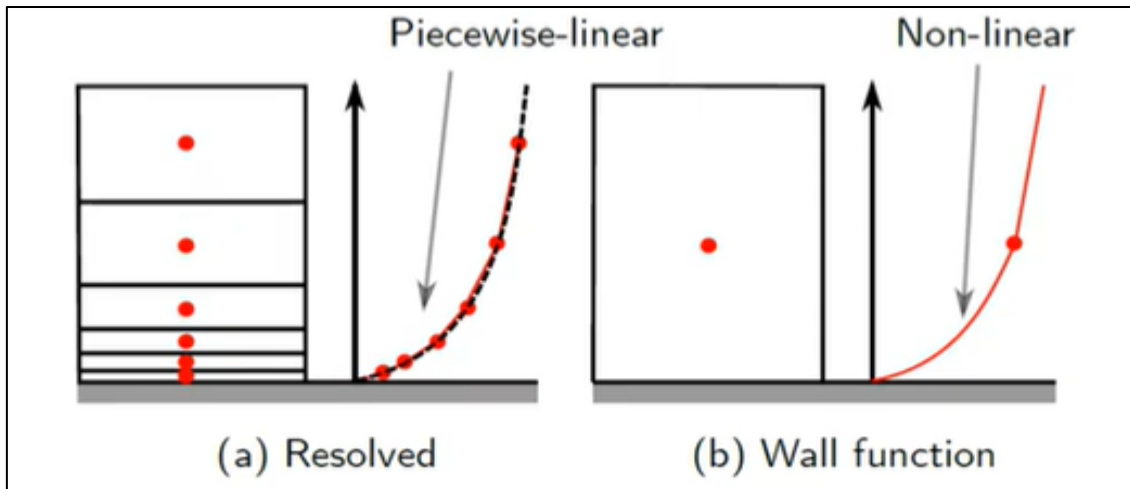 Piecewise-linear
Non-linear
(a) Resolved
(b) Wall function